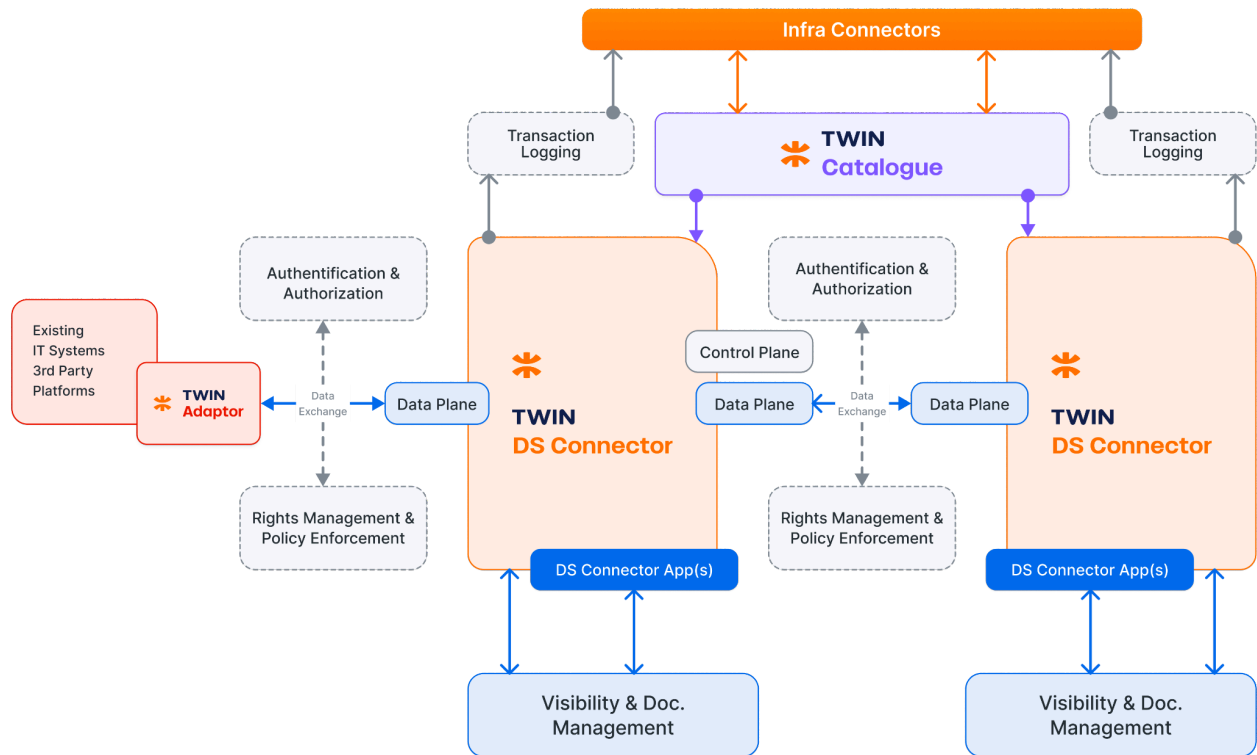 Infra Connectors
Transaction
Logging
TWIN
Catalogue
Transaction
Logging
Authentification &
Authorization
Authentification &
Authorization
Existing
IT Systems
3rd Party
Platforms
TWIN
Adaptor
Data
Exchange
Data Plane
TWIN
DS Connector
Control Plane
Data Plane
Data
Exchange
Data Plane
TWIN
DS Connector
Rights Management &
Policy Enforcement
Rights Management &
Policy Enforcement
DS Connector App(s)
DS Connector App(s)
Visibility & Doc.
Management
Visibility & Doc.
Management